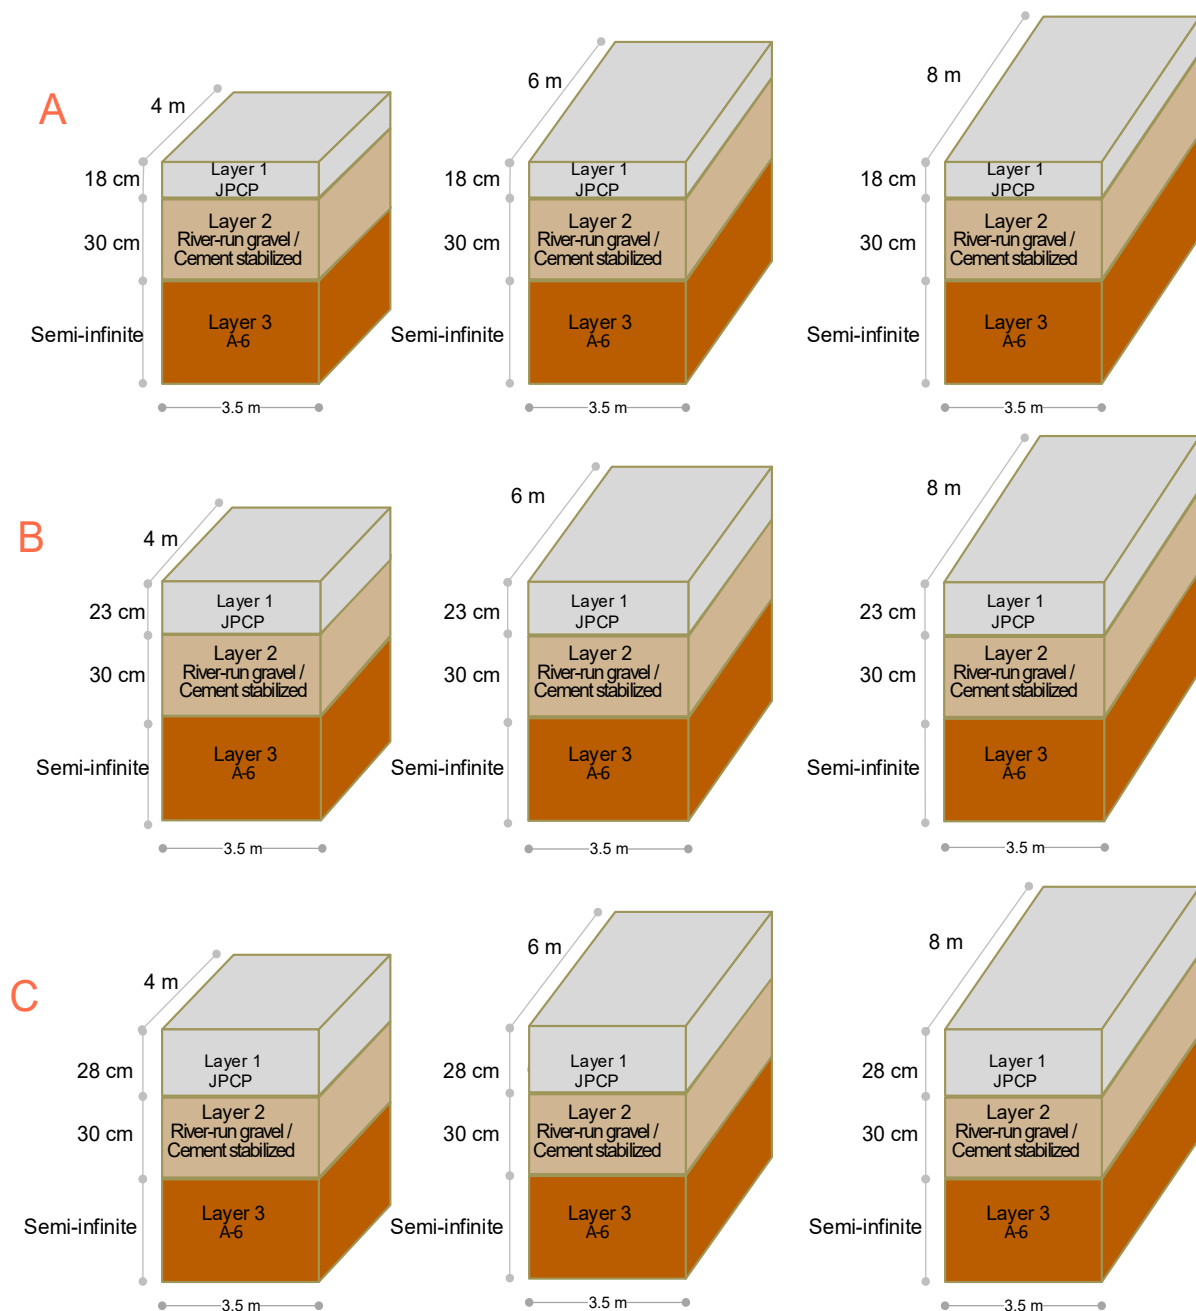 A
4 m
18 cm
Layer 1
JPCP
30 cm
Layer 2
River-run gravel /
Cement stabilized
Semi-infinite
Layer 3
A-6
3.5 m
6 m
18 cm
Layer 1
JPCP
30 cm
Layer 2
River-run gravel /
Cement stabilized
Semi-infinite
Layer 3
A-6
3.5 m
8 m
18 cm
Layer 1
JPCP
30 cm
Layer 2
River-run gravel /
Cement stabilized
Semi-infinite
Layer 3
A-6
3.5 m
B
4 m
23 cm
Layer 1
JPCP
30 cm
Layer 2
River-run gravel /
Cement stabilized
Semi-infinite
Layer 3
A-6
3.5 m
6 m
23 cm
Layer 1
JPCP
30 cm
Layer 2
River-run gravel /
Cement stabilized
Semi-infinite
Layer 3
A-6
3.5 m
8 m
23 cm
Layer 1
JPCP
30 cm
Layer 2
River-run gravel /
Cement stabilized
Semi-infinite
Layer 3
A-6
3.5 m
C
4 m
28 cm
Layer 1
JPCP
30 cm
Layer 2
River-run gravel /
Cement stabilized
Semi-infinite
Layer 3
A-6
3.5 m
6 m
28 cm
Layer 1
JPCP
30 cm
Layer 2
River-run gravel /
Cement stabilized
Semi-infinite
Layer 3
A-6
3.5 m
8 m
28 cm
Layer 1
JPCP
30 cm
Layer 2
River-run gravel /
Cement stabilized
Semi-infinite
Layer 3
A-6
3.5 m